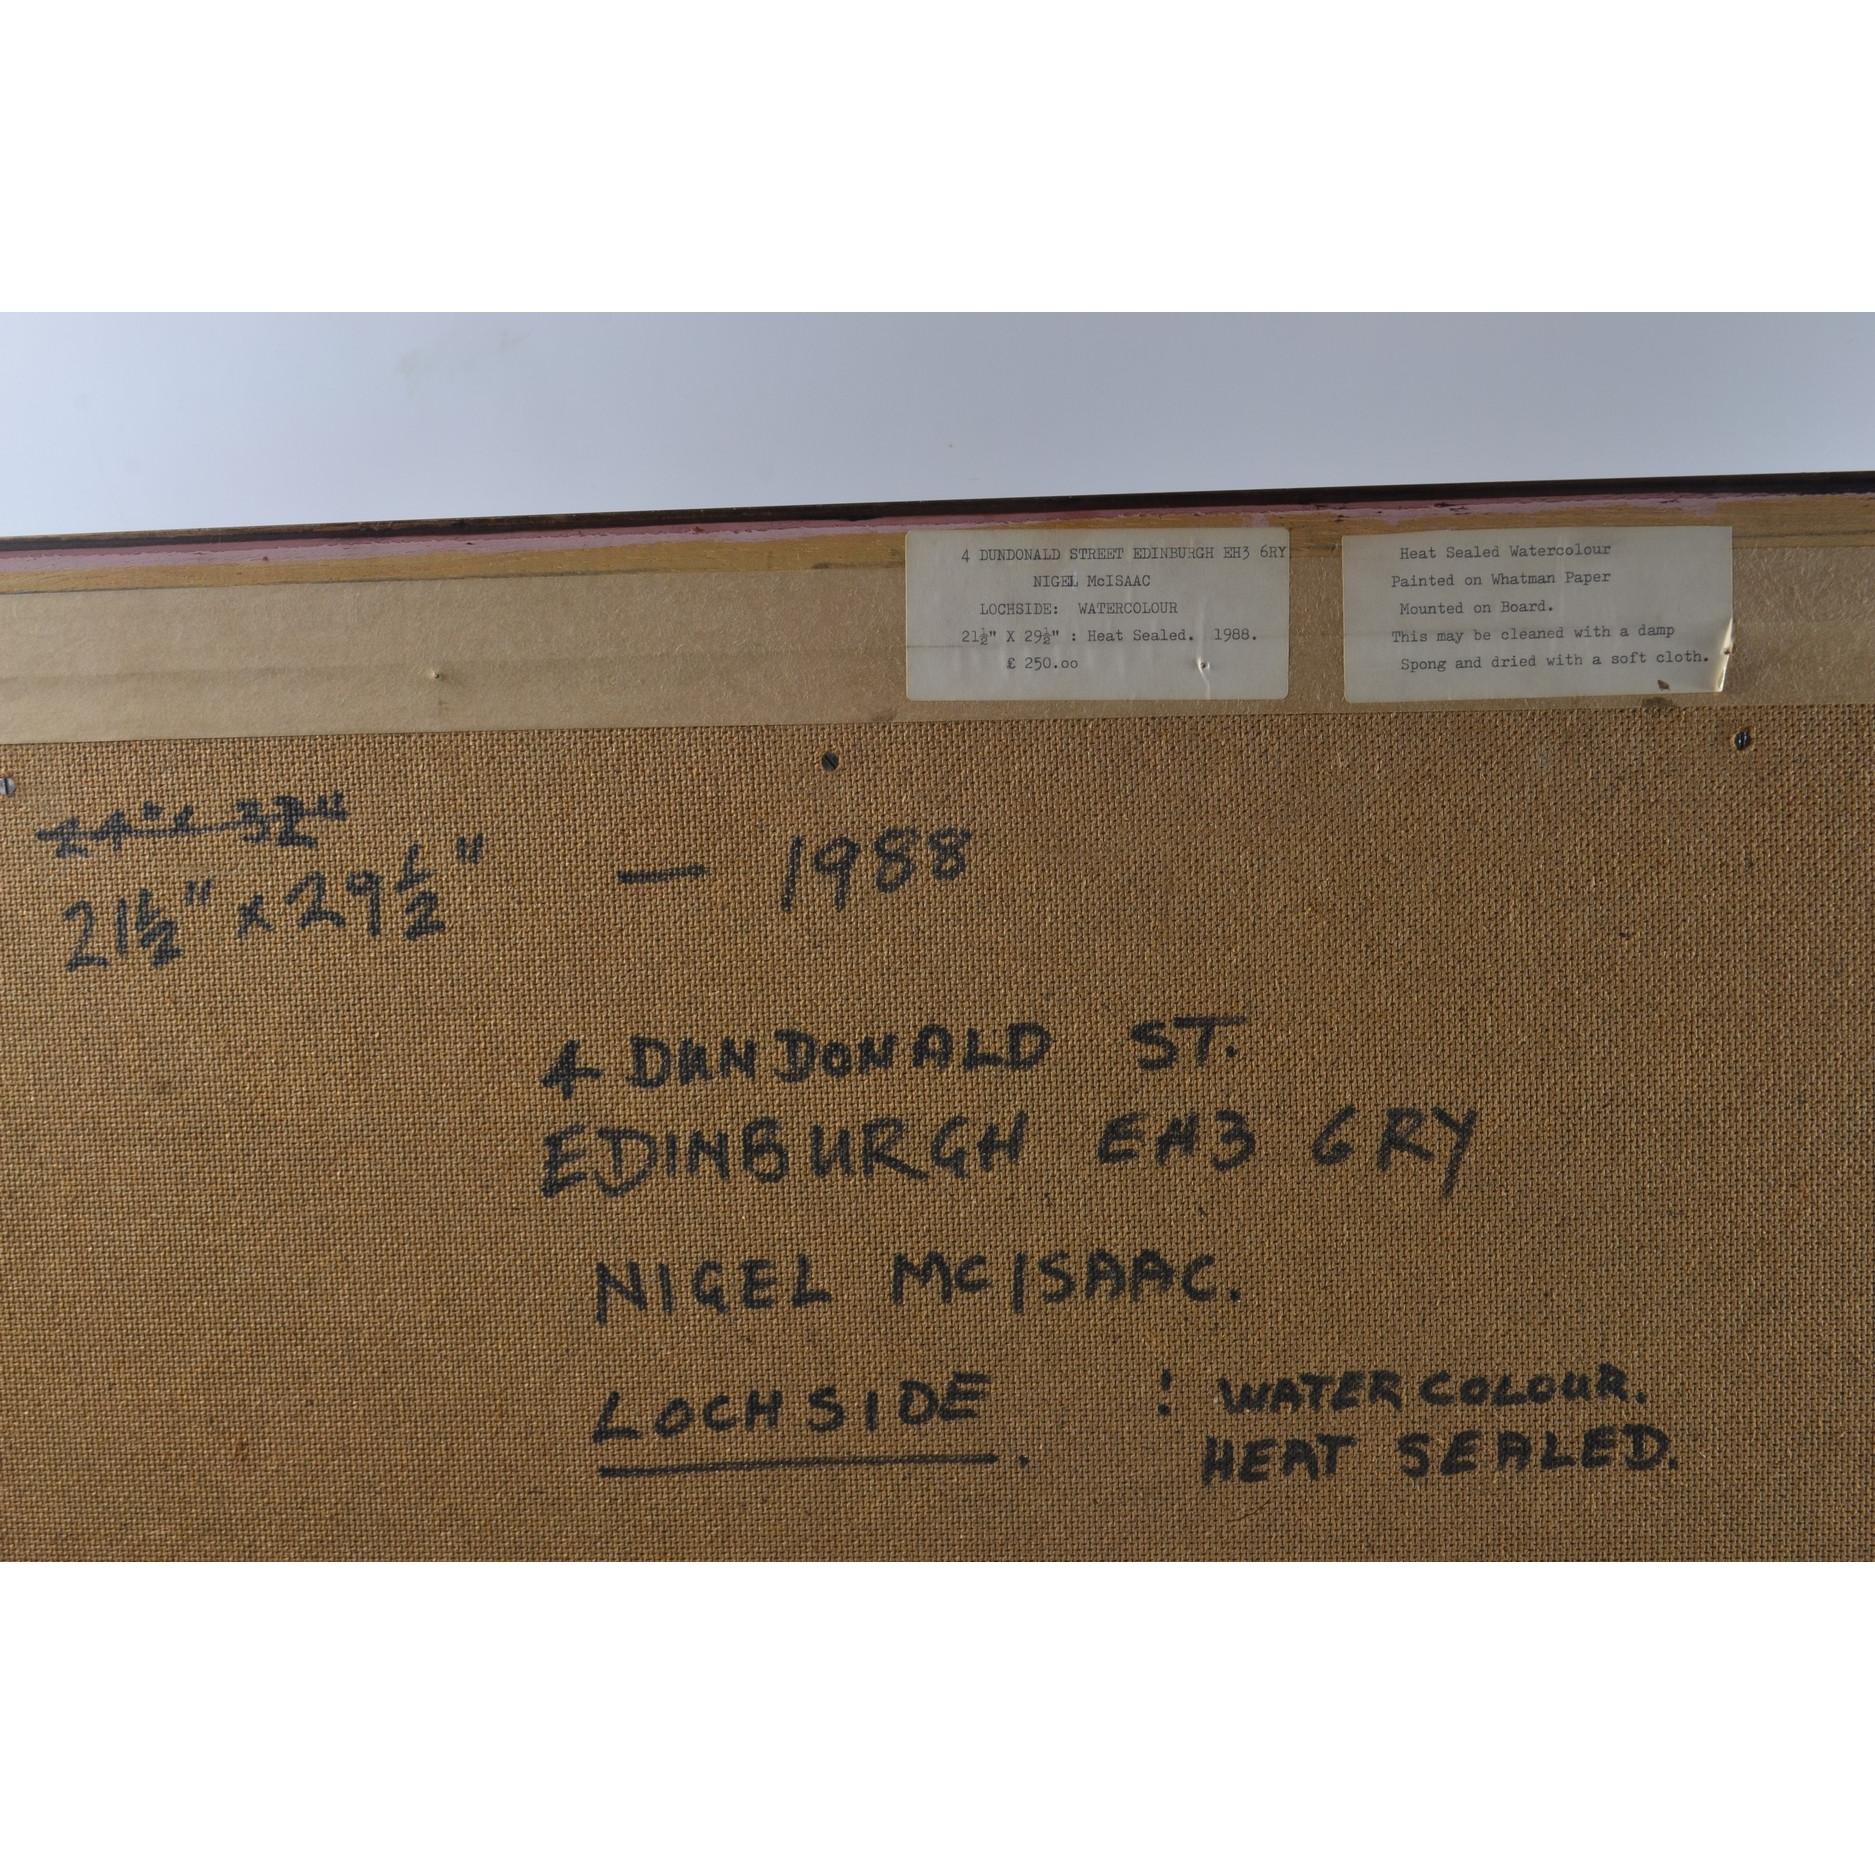 4 DUNDONALD STREET EDINBURGH EH3 6RY
NIGEL McISAAC
LOCHSIDE: WATERCOLOUR
21½" X 29½" : Heat Sealed. 1988.
£ 250.oo
Heat Sealed Watercolour
Painted on Whatman Paper
Mounted on Board.
This may be cleaned with a damp
Spong and dried with a soft cloth.
24" x 32"
21½" x 29½" — 1988
4 DUNDONALD ST.
EDINBURGH EH3 6RY
NIGEL MCISAAC.
LOCHSIDE. : WATERCOLOUR.
HEAT SEALED.